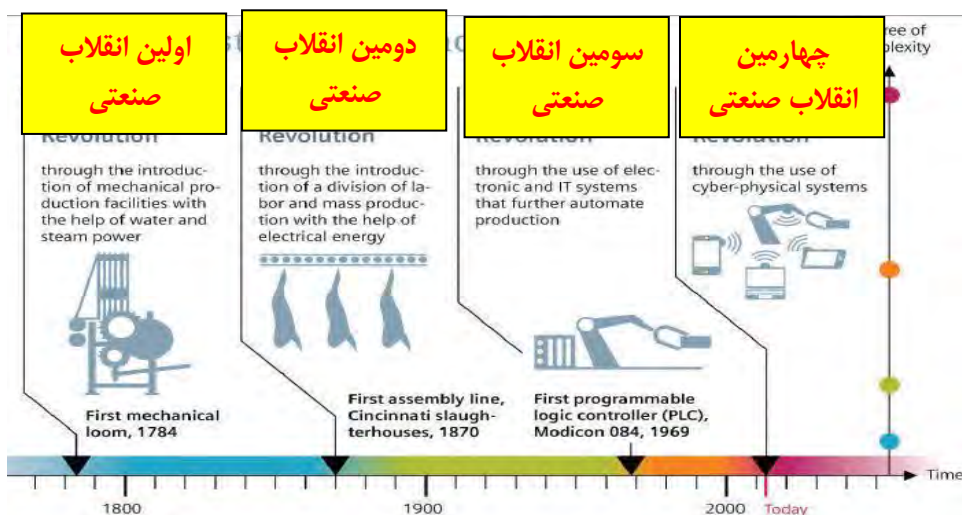 اولین انقلاب
صنعتی
دومین انقلاب
صنعتی
سومین انقلاب
صنعتی
چهارمین
انقلاب صنعتی
ree of
plexity
Revolution
through the introduc-
tion of mechanical pro-
duction facilities with
the help of water and
steam power
Revolution
through the introduc-
tion of a division of la-
bor and mass produc-
tion with the help of
electrical energy
Revolution
through the use of elec-
tronic and IT systems
that further automate
production
Revolution
through the use of
cyber-physical systems
First mechanical
loom, 1784
First assembly line,
Cincinnati slaugh-
terhouses, 1870
First programmable
logic controller (PLC),
Modicon 084, 1969
Time
1800
1900
2000
Today